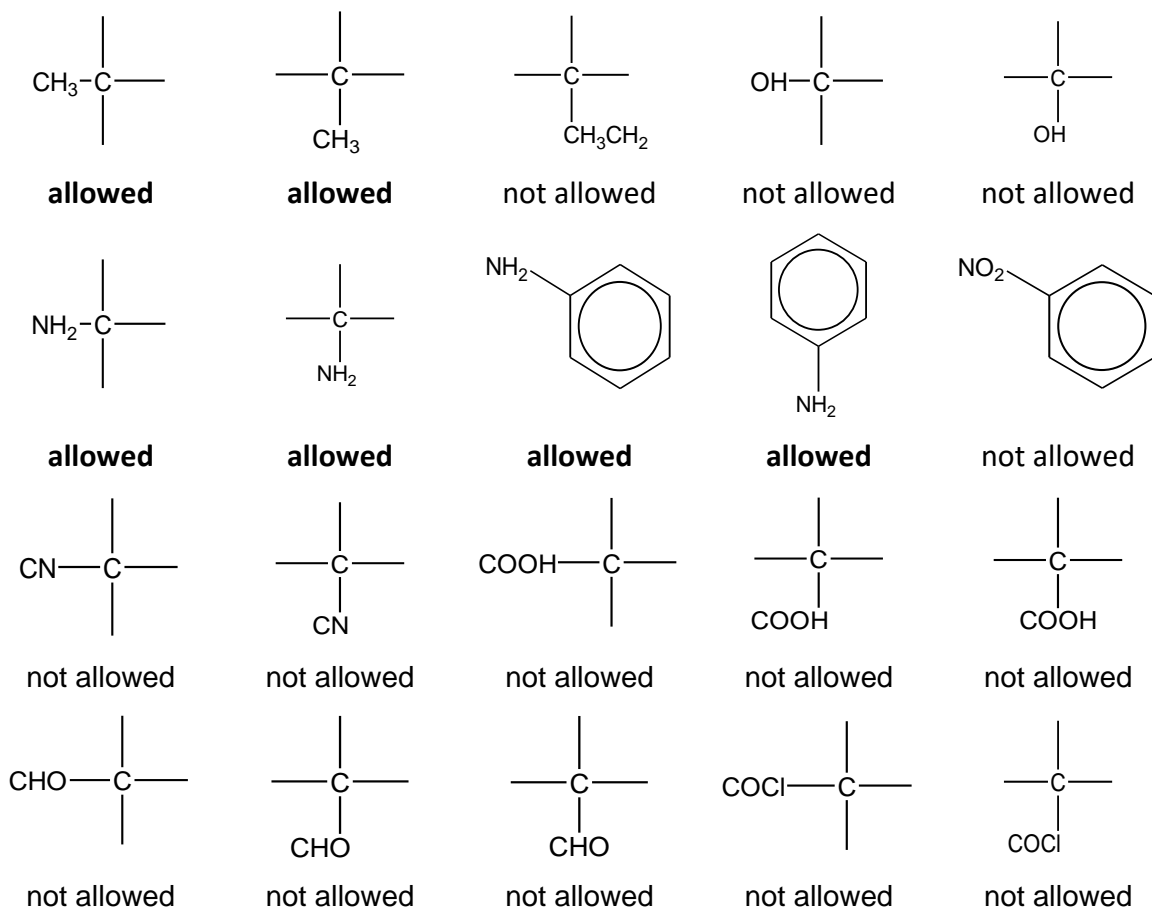 CH₃ C C C OH C C
CH₃ CH₃CH₂ OH
allowed allowed not allowed not allowed not allowed
NH₂ C C NH₂ NO₂
NH₂ NH₂
allowed allowed allowed allowed not allowed
CN C C COOH C C C
CN COOH COOH
not allowed not allowed not allowed not allowed not allowed
CHO C C C COCl C C
CHO CHO COCl
not allowed not allowed not allowed not allowed not allowed